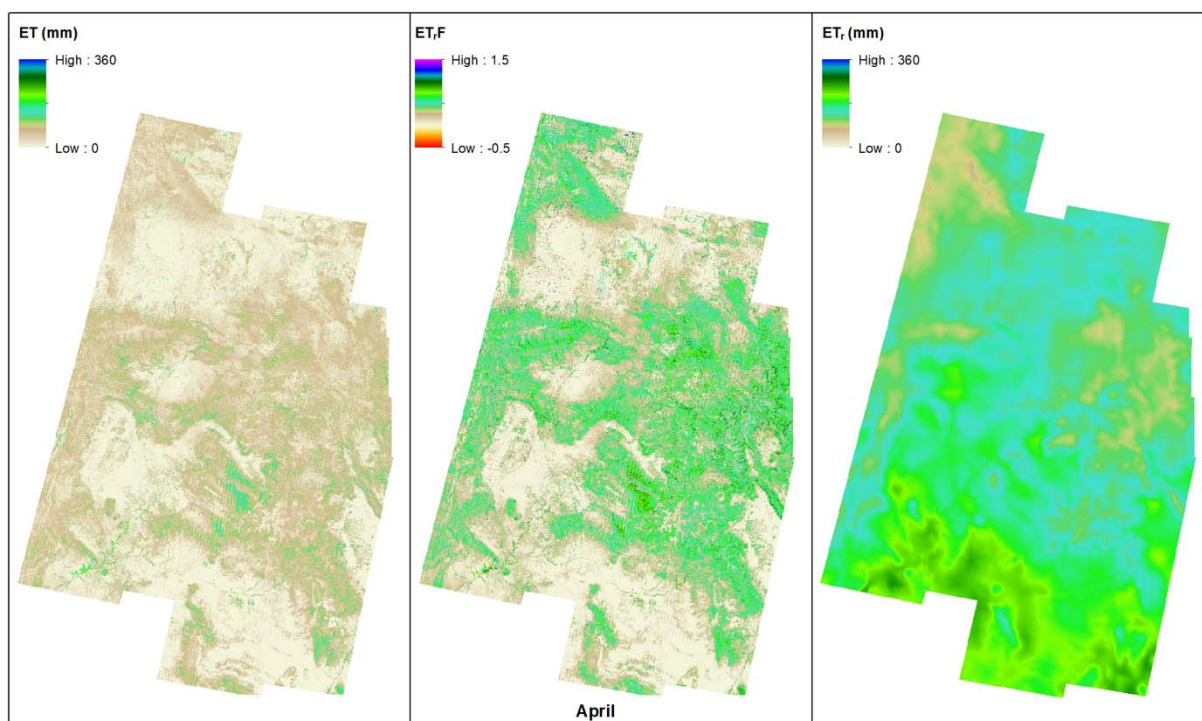 ET (mm)
High : 360
Low : 0
ETᵣF
High : 1.5
Low : -0.5
ETᵣ (mm)
High : 360
Low : 0
April